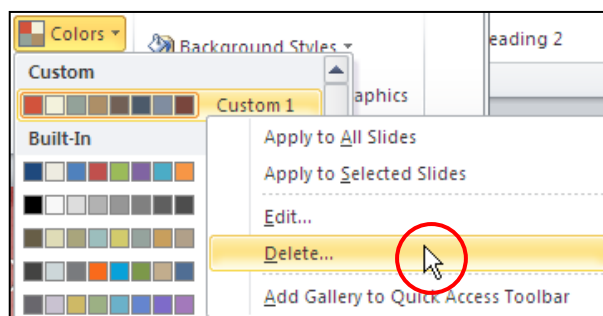 Colors
Background Styles
eading 2
Custom
aphics
Custom 1
Built-In
Apply to All Slides
Apply to Selected Slides
Edit...
Delete...
Add Gallery to Quick Access Toolbar